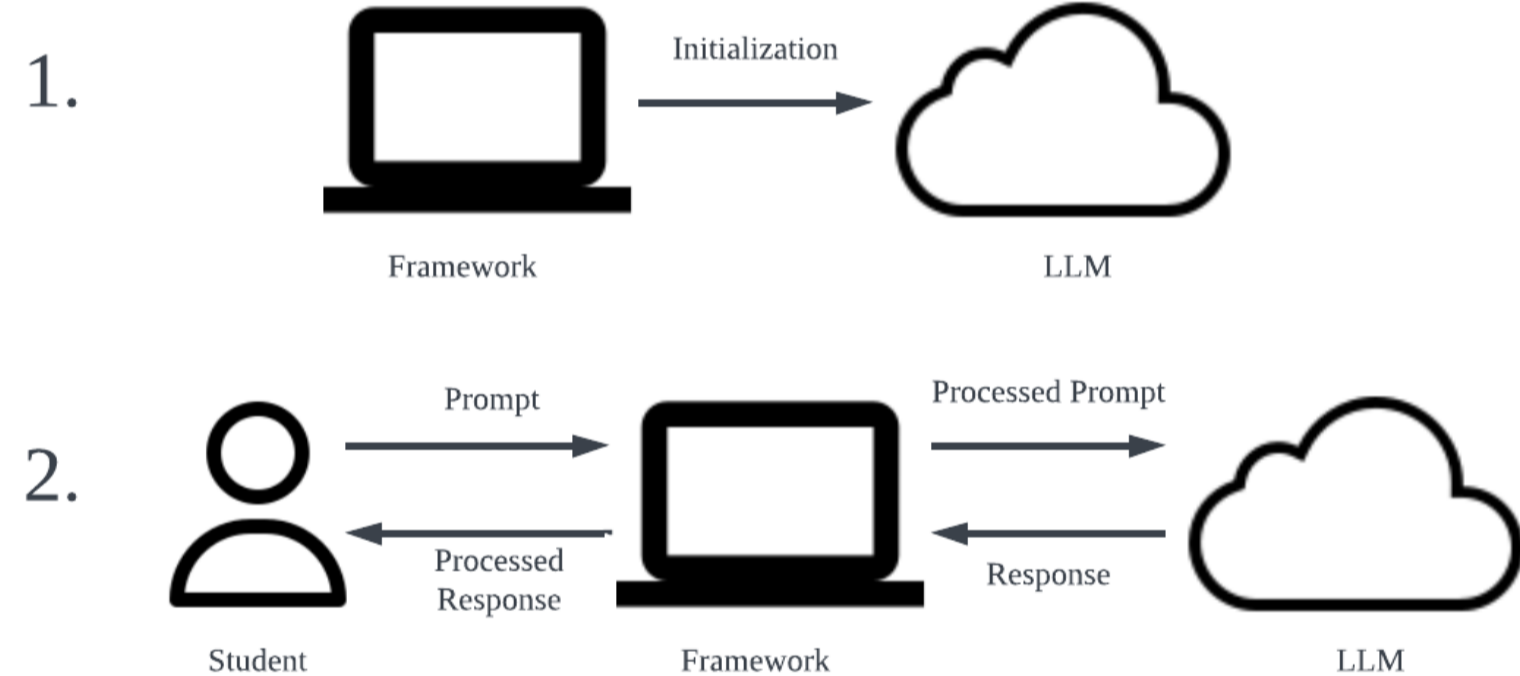 1.
Initialization
Framework
LLM
2.
Prompt
Processed Prompt
Processed
Response
Response
Student
Framework
LLM